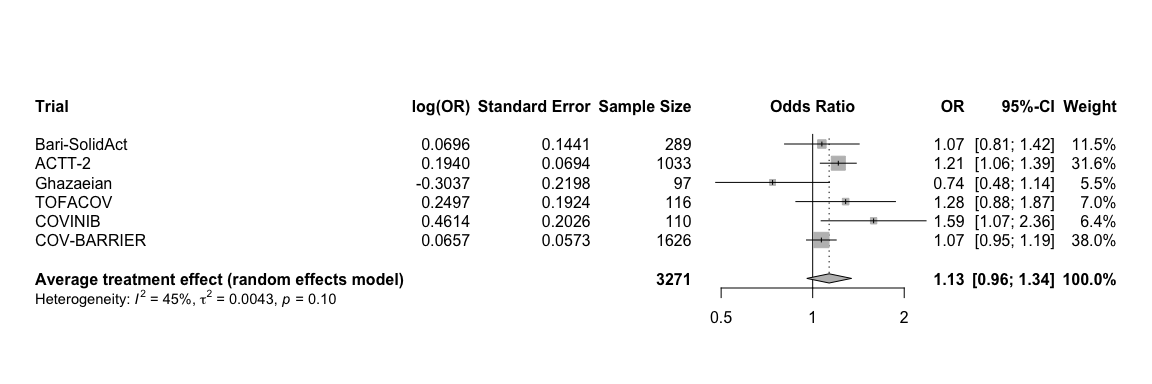 Trial log(OR) Standard Error Sample Size Odds Ratio OR 95%-CI Weight
Bari-SolidAct 0.0696 0.1441 289 1.07 [0.81; 1.42] 11.5%
ACTT-2 0.1940 0.0694 1033 1.21 [1.06; 1.39] 31.6%
Ghazaeian -0.3037 0.2198 97 0.74 [0.48; 1.14] 5.5%
TOFACOV 0.2497 0.1924 116 1.28 [0.88; 1.87] 7.0%
COVINIB 0.4614 0.2026 110 1.59 [1.07; 2.36] 6.4%
COV-BARRIER 0.0657 0.0573 1626 1.07 [0.95; 1.19] 38.0%
Average treatment effect (random effects model) 3271 1.13 [0.96; 1.34] 100.0%
Heterogeneity: I² = 45%, τ² = 0.0043, p = 0.10
0.5 1 2